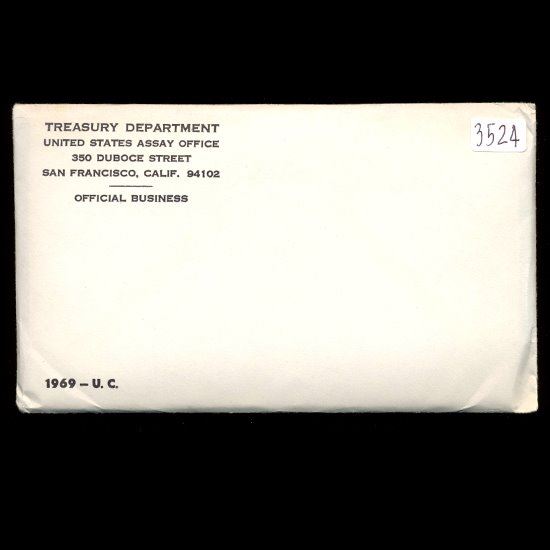 TREASURY DEPARTMENT
UNITED STATES ASSAY OFFICE
350 DUBOCE STREET
SAN FRANCISCO, CALIF. 94102
OFFICIAL BUSINESS
3524
1969 – U. C.